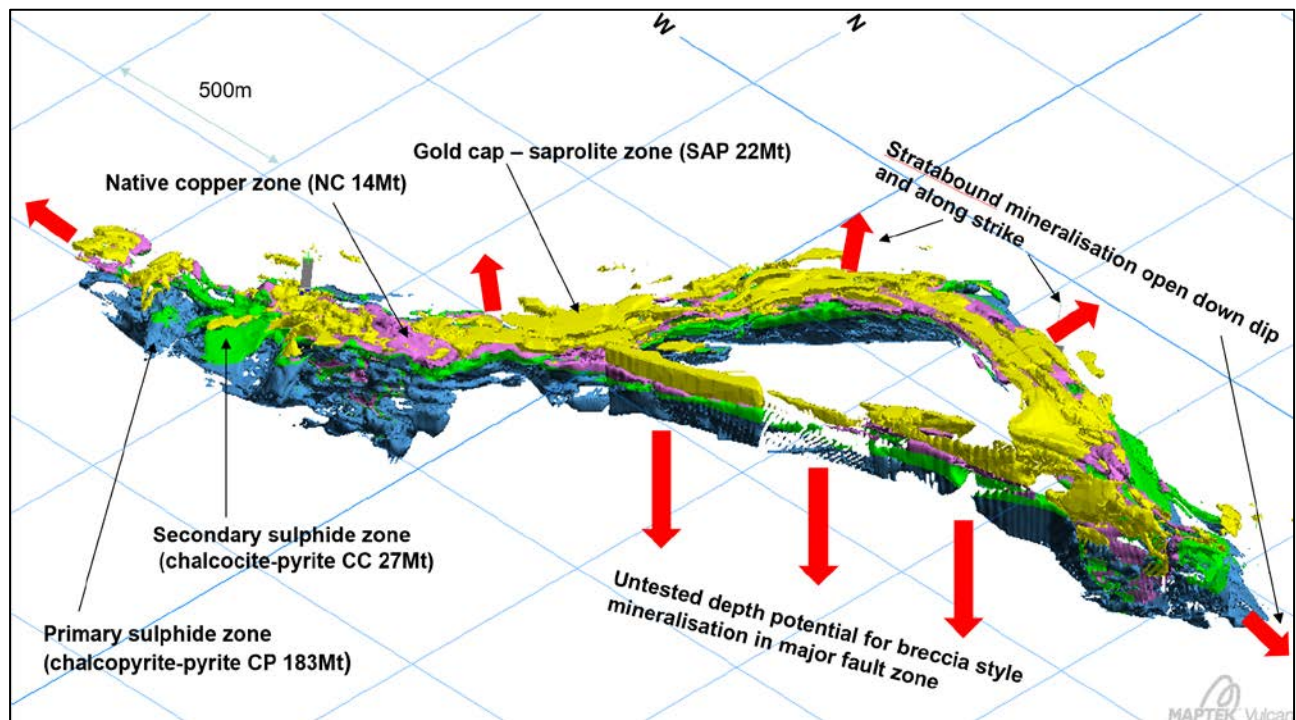 W
N
500m
Gold cap – saprolite zone (SAP 22Mt)
Native copper zone (NC 14Mt)
Stratabound mineralisation open down dip
and along strike
Secondary sulphide zone
(chalcocite-pyrite CC 27Mt)
Primary sulphide zone
(chalcopyrite-pyrite CP 183Mt)
Untested depth potential for breccia style
mineralisation in major fault zone
MAPTEK Vulcan